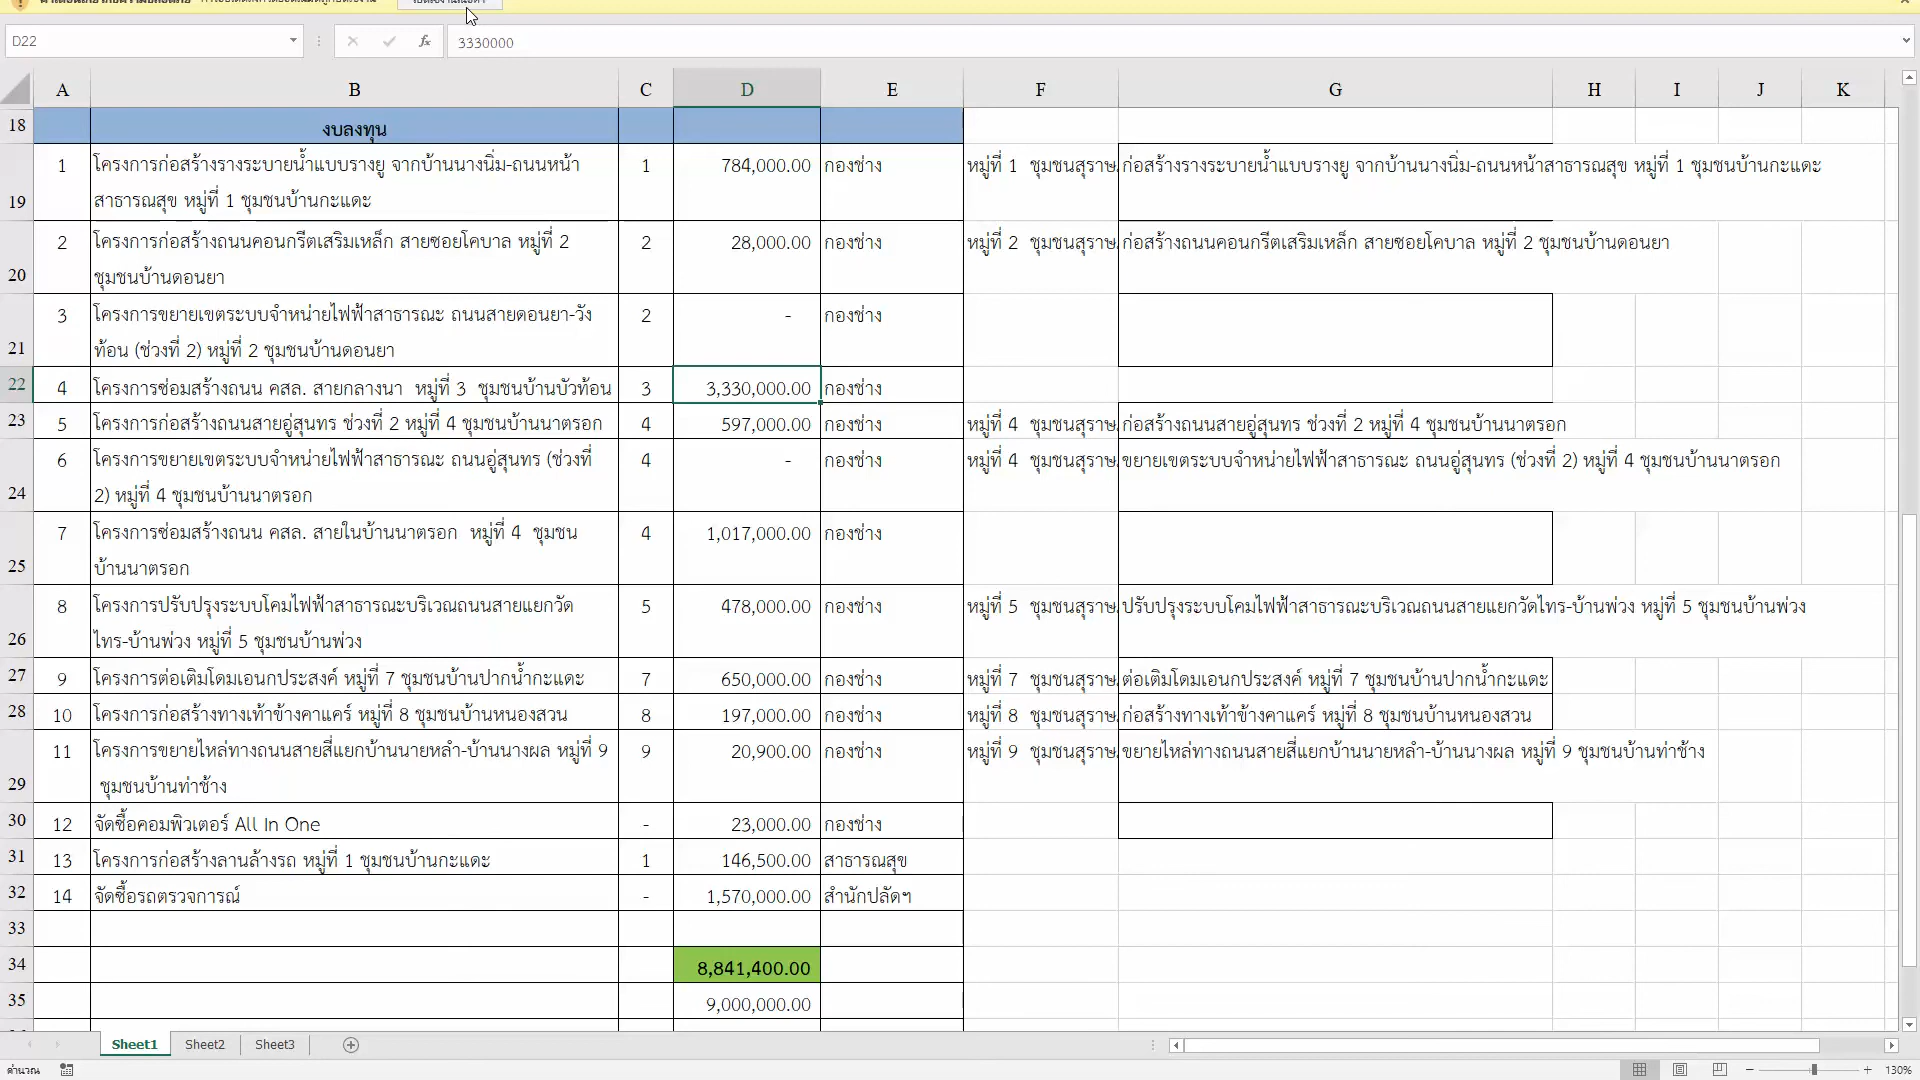 D22 fx 3330000
A B C D E F G H I J K
18 งบลงทุน
19 1 โครงการก่อสร้างรางระบายน้ำแบบรางยู จากบ้านนางนิ่ม-ถนนหน้า 1 784,000.00 กองช่าง หมู่ที่ 1 ชุมชนสุราษ ก่อสร้างรางระบายน้ำแบบรางยู จากบ้านนางนิ่ม-ถนนหน้าสาธารณสุข หมู่ที่ 1 ชุมชนบ้านกะแดะ
สาธารณสุข หมู่ที่ 1 ชุมชนบ้านกะแดะ
20 2 โครงการก่อสร้างถนนคอนกรีตเสริมเหล็ก สายซอยโคบาล หมู่ที่ 2 2 28,000.00 กองช่าง หมู่ที่ 2 ชุมชนสุราษ ก่อสร้างถนนคอนกรีตเสริมเหล็ก สายซอยโคบาล หมู่ที่ 2 ชุมชนบ้านดอนยา
ชุมชนบ้านดอนยา
21 3 โครงการขยายเขตระบบจำหน่ายไฟฟ้าสาธารณะ ถนนสายดอนยา-วัง 2 - กองช่าง
ท้อน (ช่วงที่ 2) หมู่ที่ 2 ชุมชนบ้านดอนยา
22 4 โครงการซ่อมสร้างถนน คสล. สายกลางนา หมู่ที่ 3 ชุมชนบ้านบัวท้อน 3 3,330,000.00 กองช่าง
23 5 โครงการก่อสร้างถนนสายอู่สุนทร ช่วงที่ 2 หมู่ที่ 4 ชุมชนบ้านนาตรอก 4 597,000.00 กองช่าง หมู่ที่ 4 ชุมชนสุราษ ก่อสร้างถนนสายอู่สุนทร ช่วงที่ 2 หมู่ที่ 4 ชุมชนบ้านนาตรอก
24 6 โครงการขยายเขตระบบจำหน่ายไฟฟ้าสาธารณะ ถนนอู่สุนทร (ช่วงที่ 4 - กองช่าง หมู่ที่ 4 ชุมชนสุราษ ขยายเขตระบบจำหน่ายไฟฟ้าสาธารณะ ถนนอู่สุนทร (ช่วงที่ 2) หมู่ที่ 4 ชุมชนบ้านนาตรอก
2) หมู่ที่ 4 ชุมชนบ้านนาตรอก
25 7 โครงการซ่อมสร้างถนน คสล. สายในบ้านนาตรอก หมู่ที่ 4 ชุมชน 4 1,017,000.00 กองช่าง
บ้านนาตรอก
26 8 โครงการปรับปรุงระบบโคมไฟฟ้าสาธารณะบริเวณถนนสายแยกวัด 5 478,000.00 กองช่าง หมู่ที่ 5 ชุมชนสุราษ ปรับปรุงระบบโคมไฟฟ้าสาธารณะบริเวณถนนสายแยกวัดไทร-บ้านพ่วง หมู่ที่ 5 ชุมชนบ้านพ่วง
ไทร-บ้านพ่วง หมู่ที่ 5 ชุมชนบ้านพ่วง
27 9 โครงการต่อเติมโดมเอนกประสงค์ หมู่ที่ 7 ชุมชนบ้านปากน้ำกะแดะ 7 650,000.00 กองช่าง หมู่ที่ 7 ชุมชนสุราษ ต่อเติมโดมเอนกประสงค์ หมู่ที่ 7 ชุมชนบ้านปากน้ำกะแดะ
28 10 โครงการก่อสร้างทางเท้าข้างคาแคร์ หมู่ที่ 8 ชุมชนบ้านหนองสวน 8 197,000.00 กองช่าง หมู่ที่ 8 ชุมชนสุราษ ก่อสร้างทางเท้าข้างคาแคร์ หมู่ที่ 8 ชุมชนบ้านหนองสวน
29 11 โครงการขยายไหล่ทางถนนสายสี่แยกบ้านนายหลำ-บ้านนางผล หมู่ที่ 9 9 20,900.00 กองช่าง หมู่ที่ 9 ชุมชนสุราษ ขยายไหล่ทางถนนสายสี่แยกบ้านนายหลำ-บ้านนางผล หมู่ที่ 9 ชุมชนบ้านท่าช้าง
ชุมชนบ้านท่าช้าง
30 12 จัดซื้อคอมพิวเตอร์ All In One - 23,000.00 กองช่าง
31 13 โครงการก่อสร้างลานล้างรถ หมู่ที่ 1 ชุมชนบ้านกะแดะ 1 146,500.00 สาธารณสุข
32 14 จัดซื้อรถตรวจการณ์ - 1,570,000.00 สำนักปลัดฯ
33
34 8,841,400.00
35 9,000,000.00
Sheet1 Sheet2 Sheet3
คำนวณ 130%